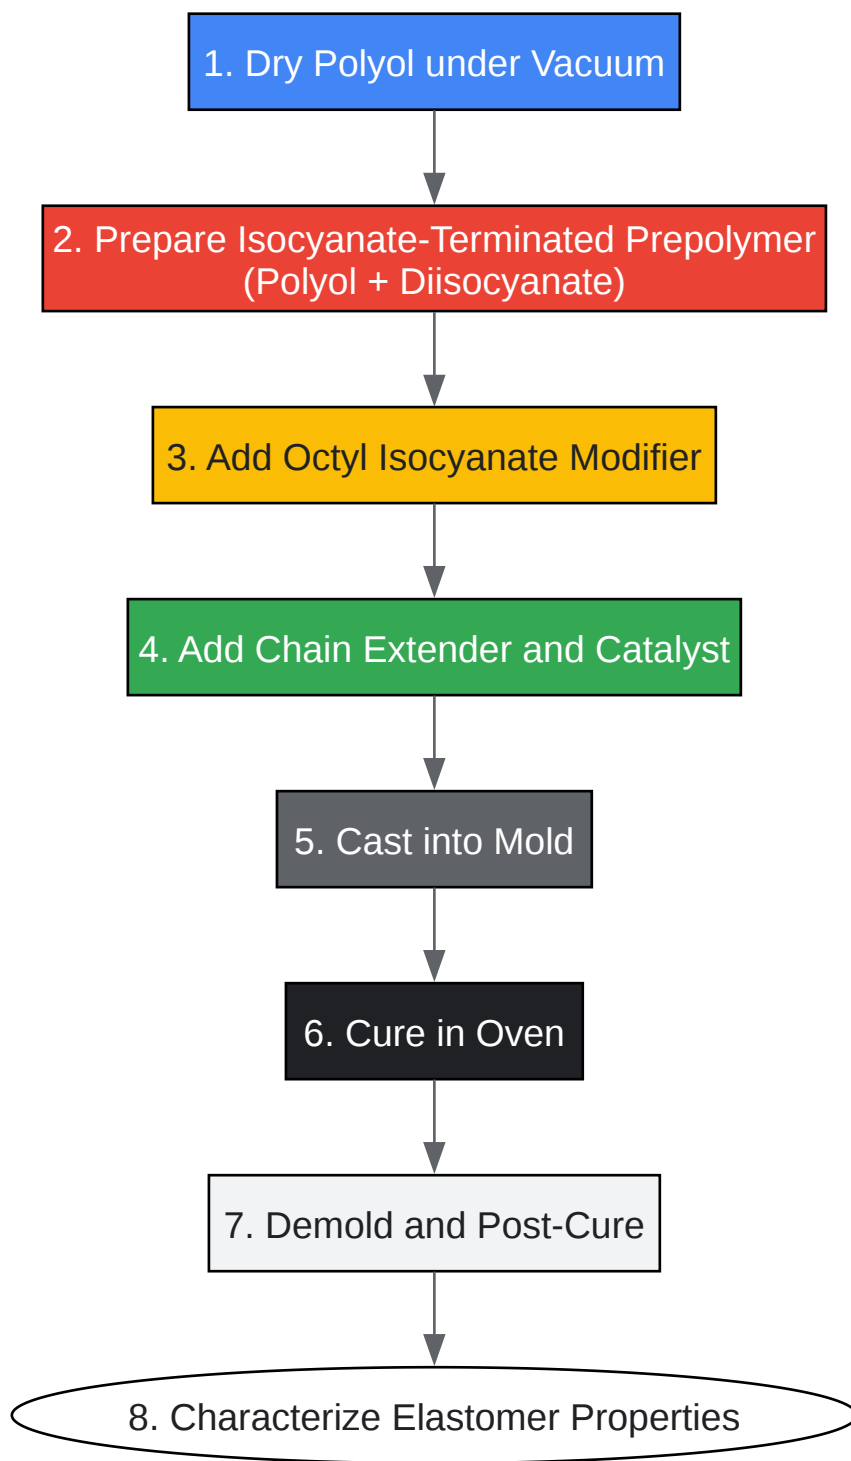 1. Dry Polyol under Vacuum
2. Prepare Isocyanate-Terminated Prepolymer
(Polyol + Diisocyanate)
3. Add Octyl Isocyanate Modifier
4. Add Chain Extender and Catalyst
5. Cast into Mold
6. Cure in Oven
7. Demold and Post-Cure
8. Characterize Elastomer Properties